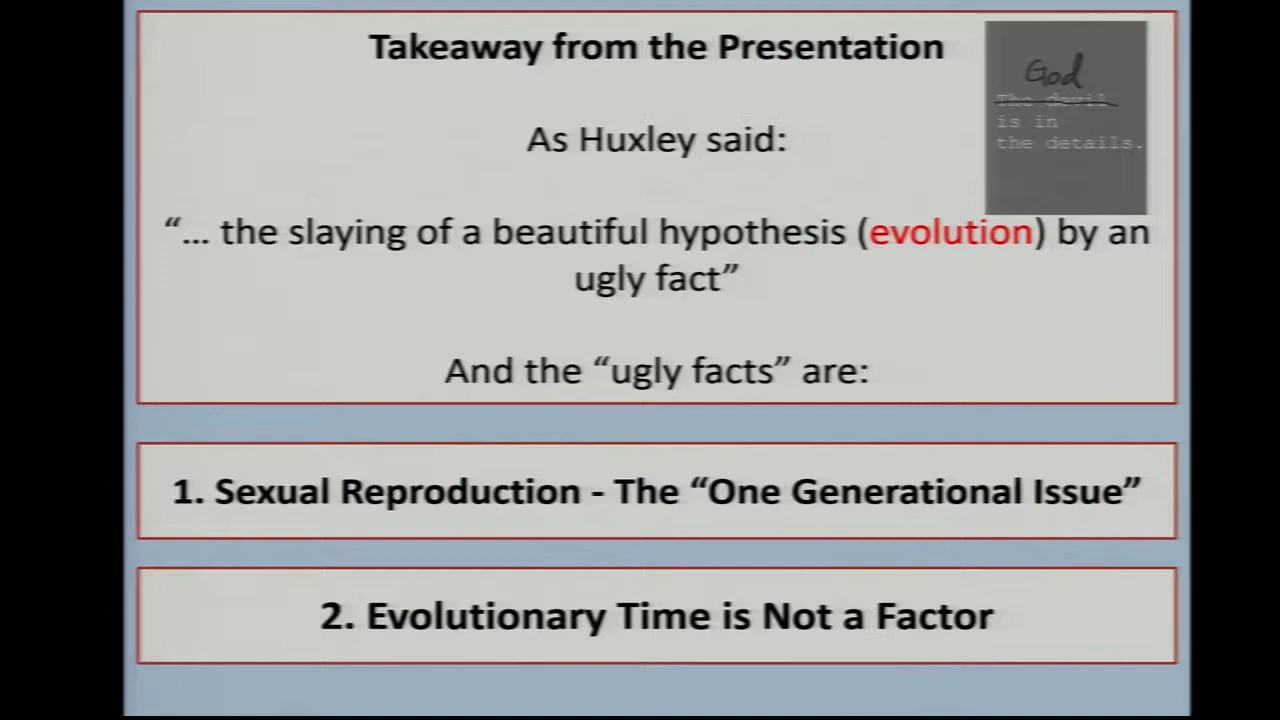 Takeaway from the Presentation
God
The devil
is in
the details.
As Huxley said:
“... the slaying of a beautiful hypothesis (evolution) by an
ugly fact”
And the “ugly facts” are:
1. Sexual Reproduction - The “One Generational Issue”
2. Evolutionary Time is Not a Factor